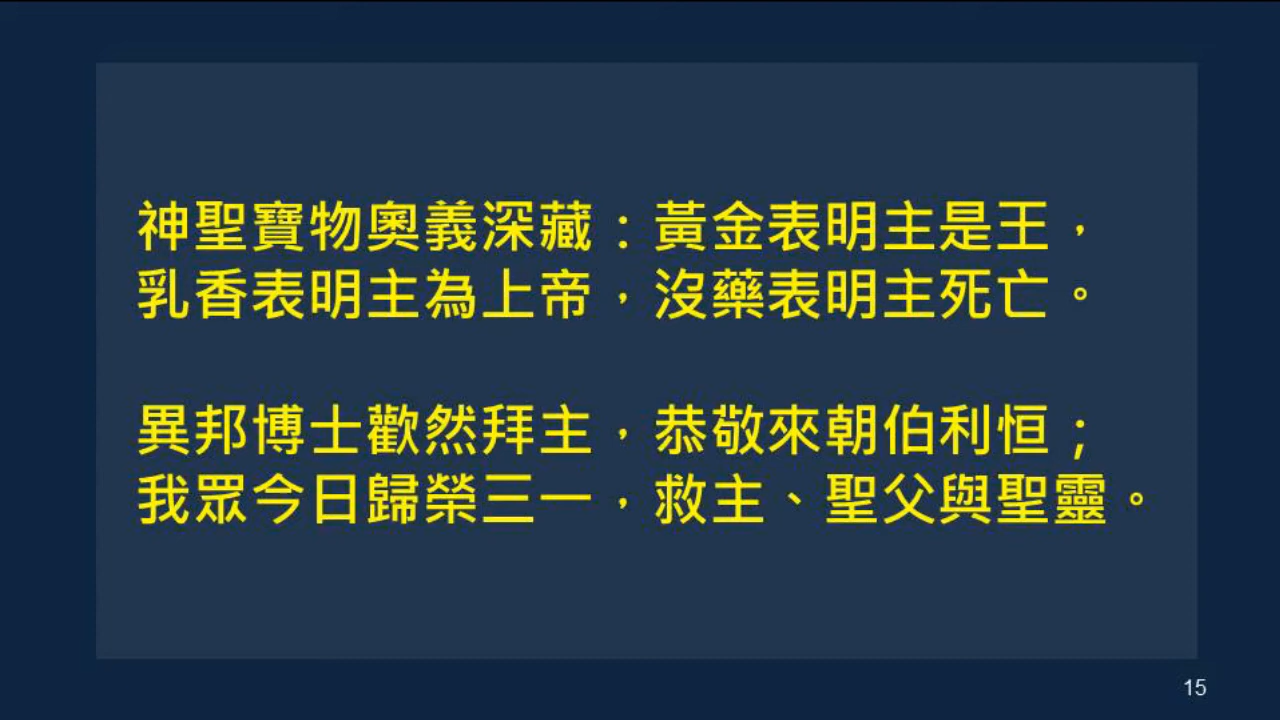 神聖寶物奧義深藏：黃金表明主是王，
乳香表明主為上帝，沒藥表明主死亡。
異邦博士歡然拜主，恭敬來朝伯利恒；
我眾今日歸榮三一，救主、聖父與聖靈。
15